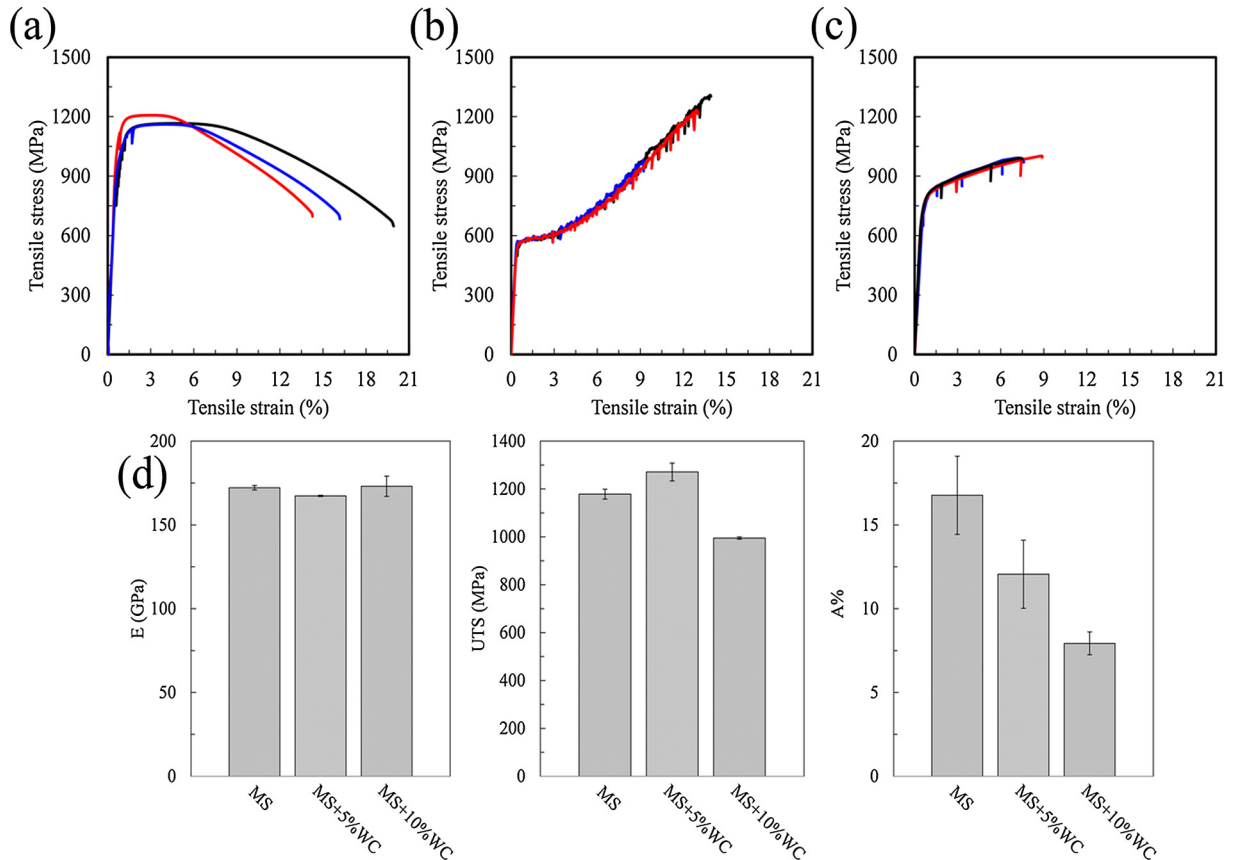 (a)
(b)
(c)
1500
1200
900
600
300
0
Tensile stress (MPa)
0 3 6 9 12 15 18 21
Tensile strain (%)
1500
1200
900
600
300
0
Tensile stress (MPa)
0 3 6 9 12 15 18 21
Tensile strain (%)
1500
1200
900
600
300
0
Tensile stress (MPa)
0 3 6 9 12 15 18 21
Tensile strain (%)
(d)
200
150
100
50
0
E (GPa)
MS
MS+5%WC
MS+10%WC
1400
1200
1000
800
600
400
200
0
UTS (MPa)
MS
MS+5%WC
MS+10%WC
20
15
10
5
0
A%
MS
MS+5%WC
MS+10%WC